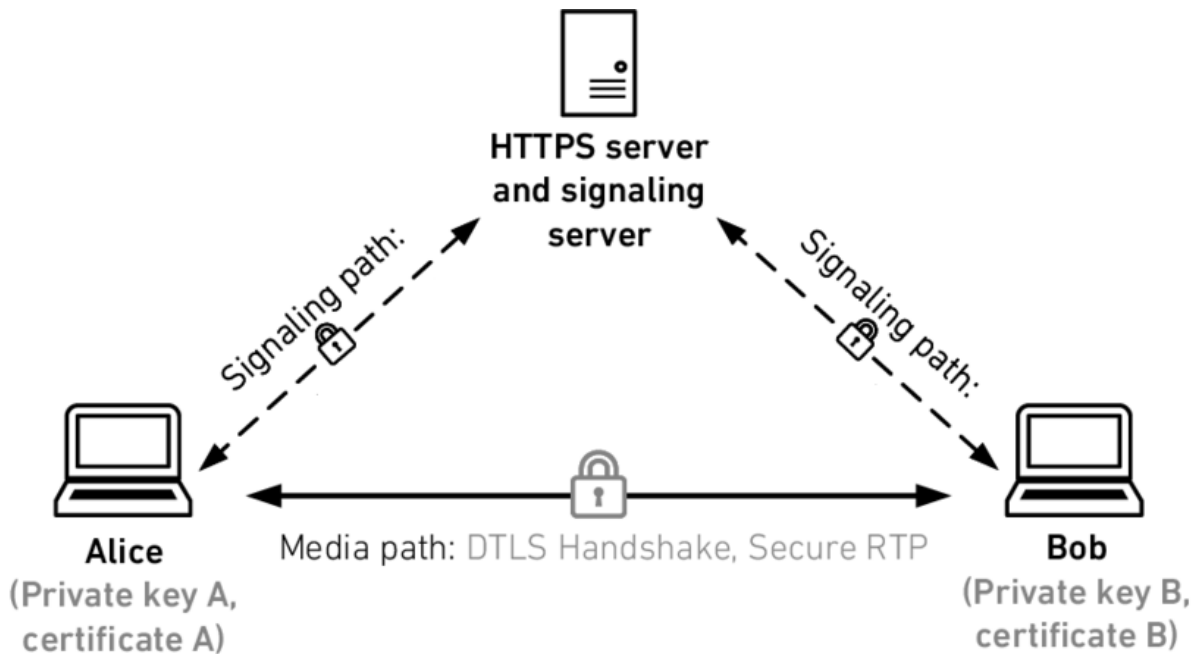 HTTPS server
and signaling
server
Signaling path:
Signaling path:
Media path: DTLS Handshake, Secure RTP
Alice
(Private key A,
certificate A)
Bob
(Private key B,
certificate B)